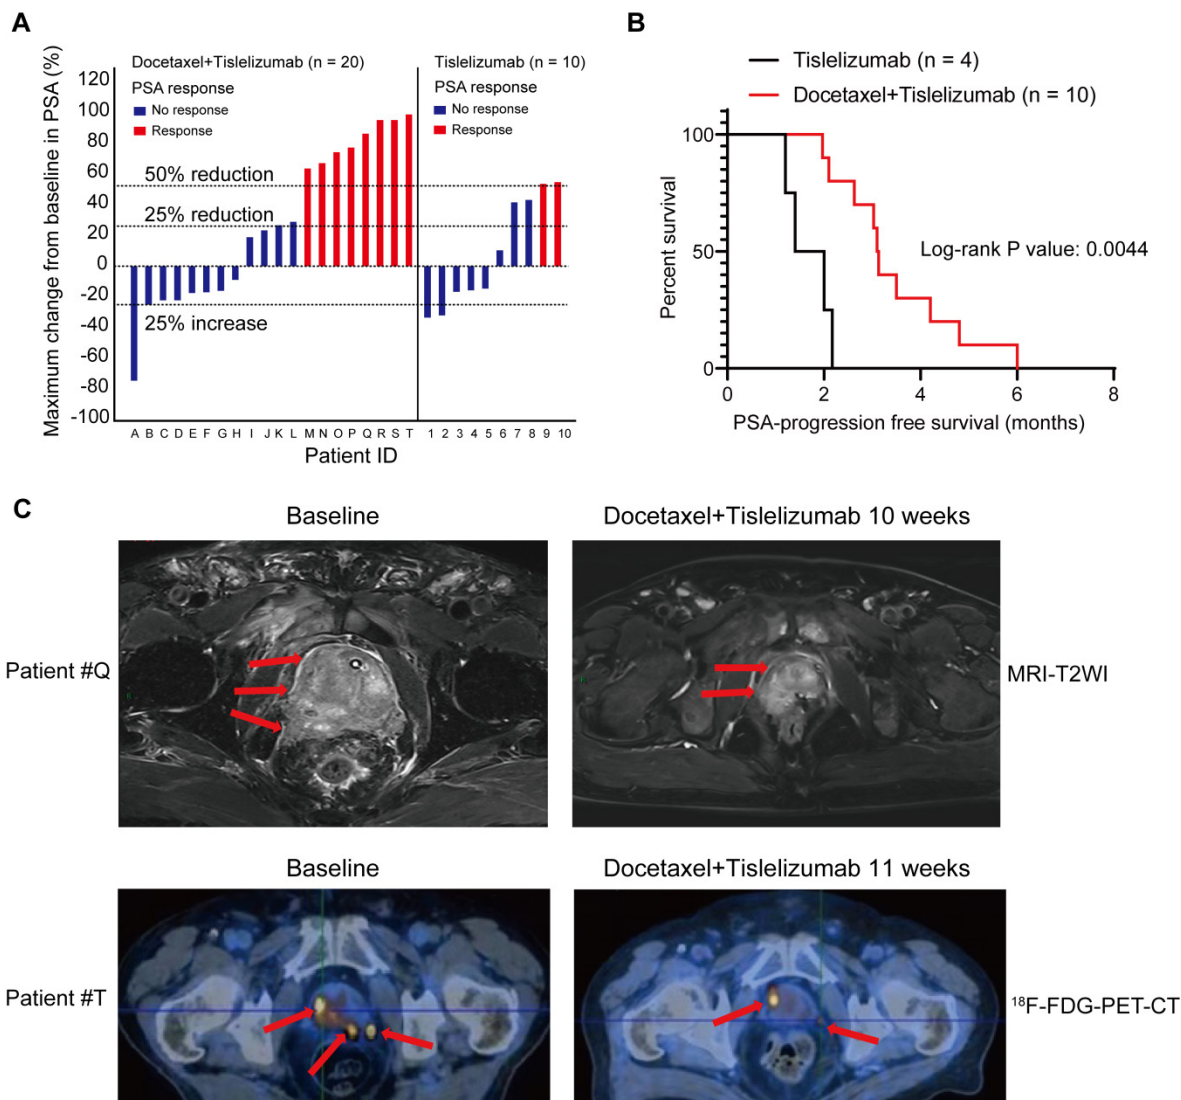 A
Maximum change from baseline in PSA (%)
120
100
80
60
40
20
0
-20
-40
-60
-80
-100
Docetaxel+Tislelizumab (n = 20)
PSA response
No response
Response
Tislelizumab (n = 10)
PSA response
No response
Response
50% reduction
25% reduction
25% increase
A B C D E F G H I J K L M N O P Q R S T 1 2 3 4 5 6 7 8 9 10
Patient ID
B
Tislelizumab (n = 4)
Docetaxel+Tislelizumab (n = 10)
Percent survival
100
50
0
Log-rank P value: 0.0044
0 2 4 6 8
PSA-progression free survival (months)
C
Baseline
Docetaxel+Tislelizumab 10 weeks
Patient #Q
MRI-T2WI
Baseline
Docetaxel+Tislelizumab 11 weeks
Patient #T
¹⁸F-FDG-PET-CT